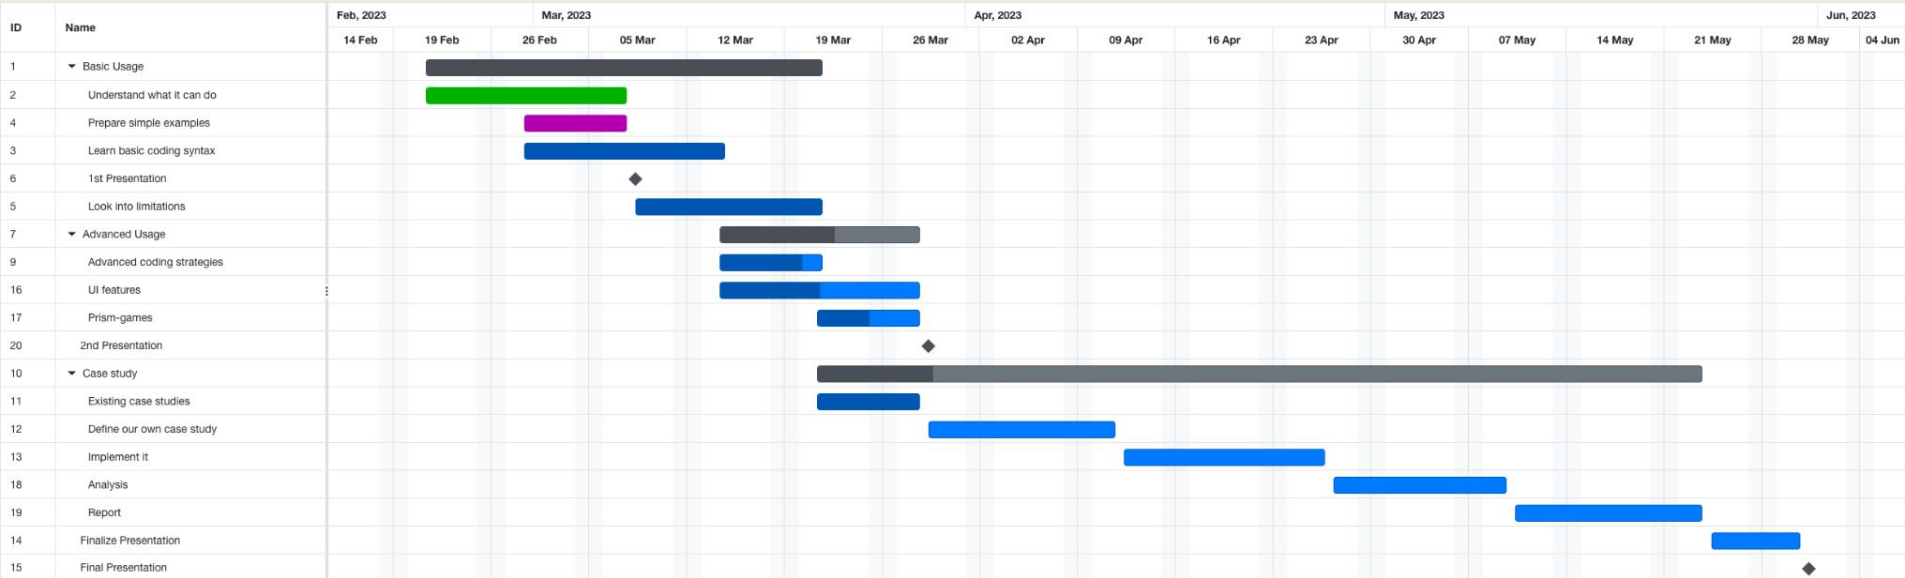 Feb, 2023 Mar, 2023 Apr, 2023 May, 2023 Jun, 2023
ID Name
14 Feb 19 Feb 26 Feb 05 Mar 12 Mar 19 Mar 26 Mar 02 Apr 09 Apr 16 Apr 23 Apr 30 Apr 07 May 14 May 21 May 28 May 04 Jun
1 Basic Usage
2 Understand what it can do
4 Prepare simple examples
3 Learn basic coding syntax
6 1st Presentation
5 Look into limitations
7 Advanced Usage
9 Advanced coding strategies
16 UI features
17 Prism-games
20 2nd Presentation
10 Case study
11 Existing case studies
12 Define our own case study
13 Implement it
18 Analysis
19 Report
14 Finalize Presentation
15 Final Presentation